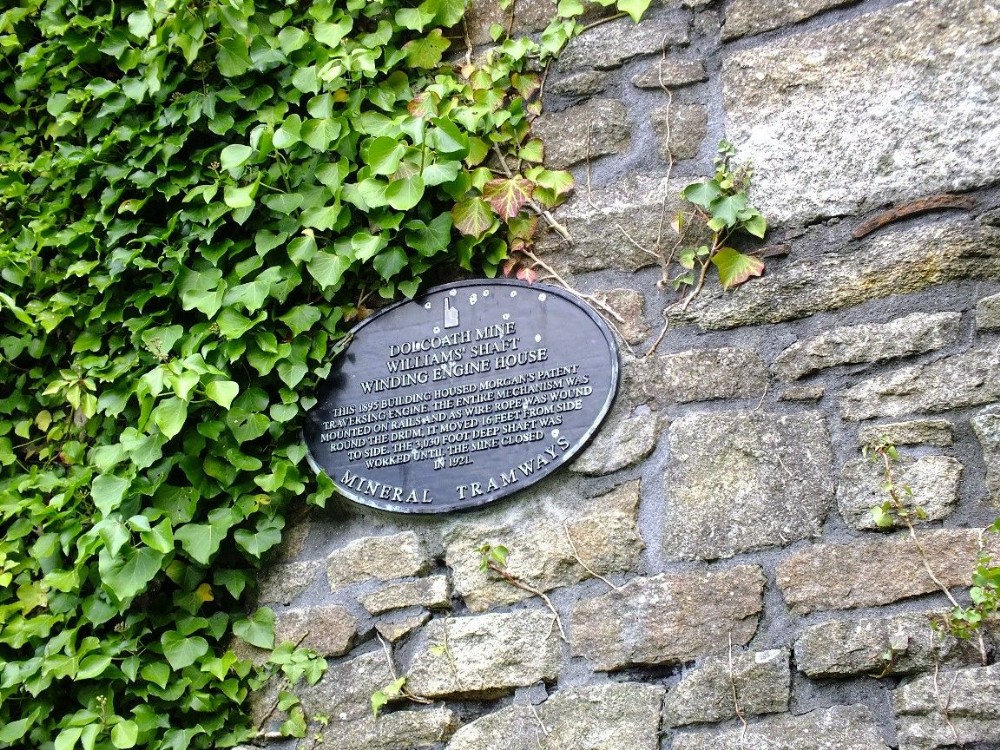 DOLCOATH MINE
WILLIAMS' SHAFT
WINDING ENGINE HOUSE
THIS 1895 BUILDING HOUSED MORGAN'S PATENT
TRAVERSING ENGINE. THE ENTIRE MECHANISM WAS
MOUNTED ON RAILS AND AS WIRE ROPE WAS WOUND
ROUND THE DRUM, IT MOVED 16 FEET FROM SIDE
TO SIDE. THE 3,030 FOOT DEEP SHAFT WAS
WORKED UNTIL THE MINE CLOSED
IN 1921.
MINERAL TRAMWAYS